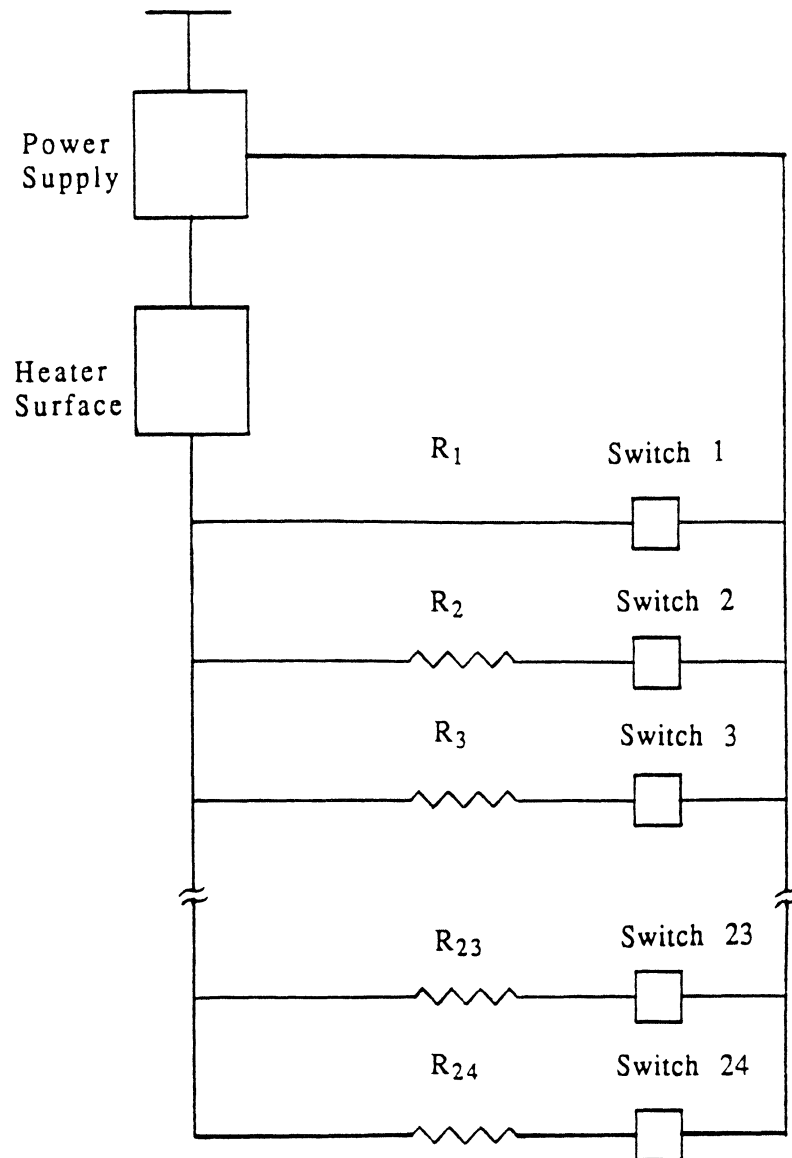 Power
Supply
Heater
Surface
R1 Switch 1
R2 Switch 2
R3 Switch 3
R23 Switch 23
R24 Switch 24